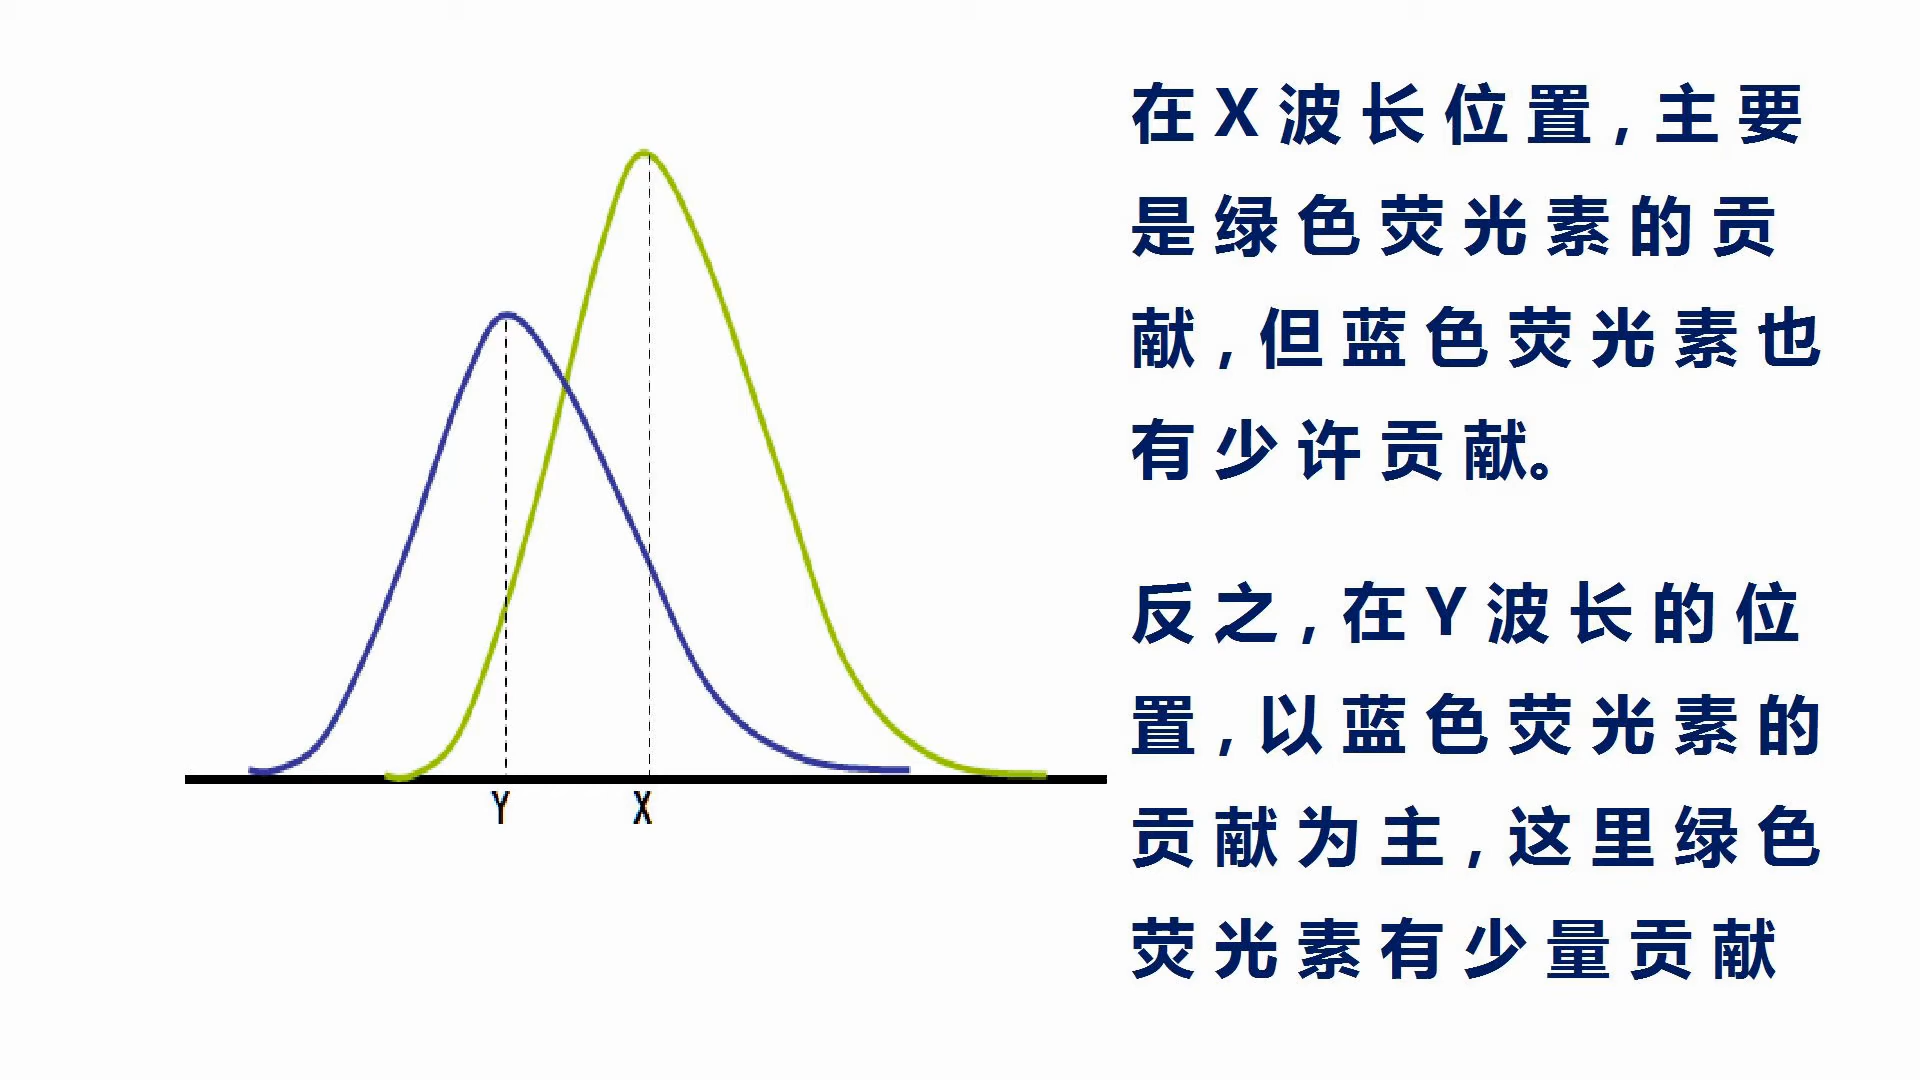 在X波长位置，主要
是绿色荧光素的贡
献，但蓝色荧光素也
有少许贡献。
反之，在Y波长的位
置，以蓝色荧光素的
贡献为主，这里绿色
荧光素有少量贡献
Y X